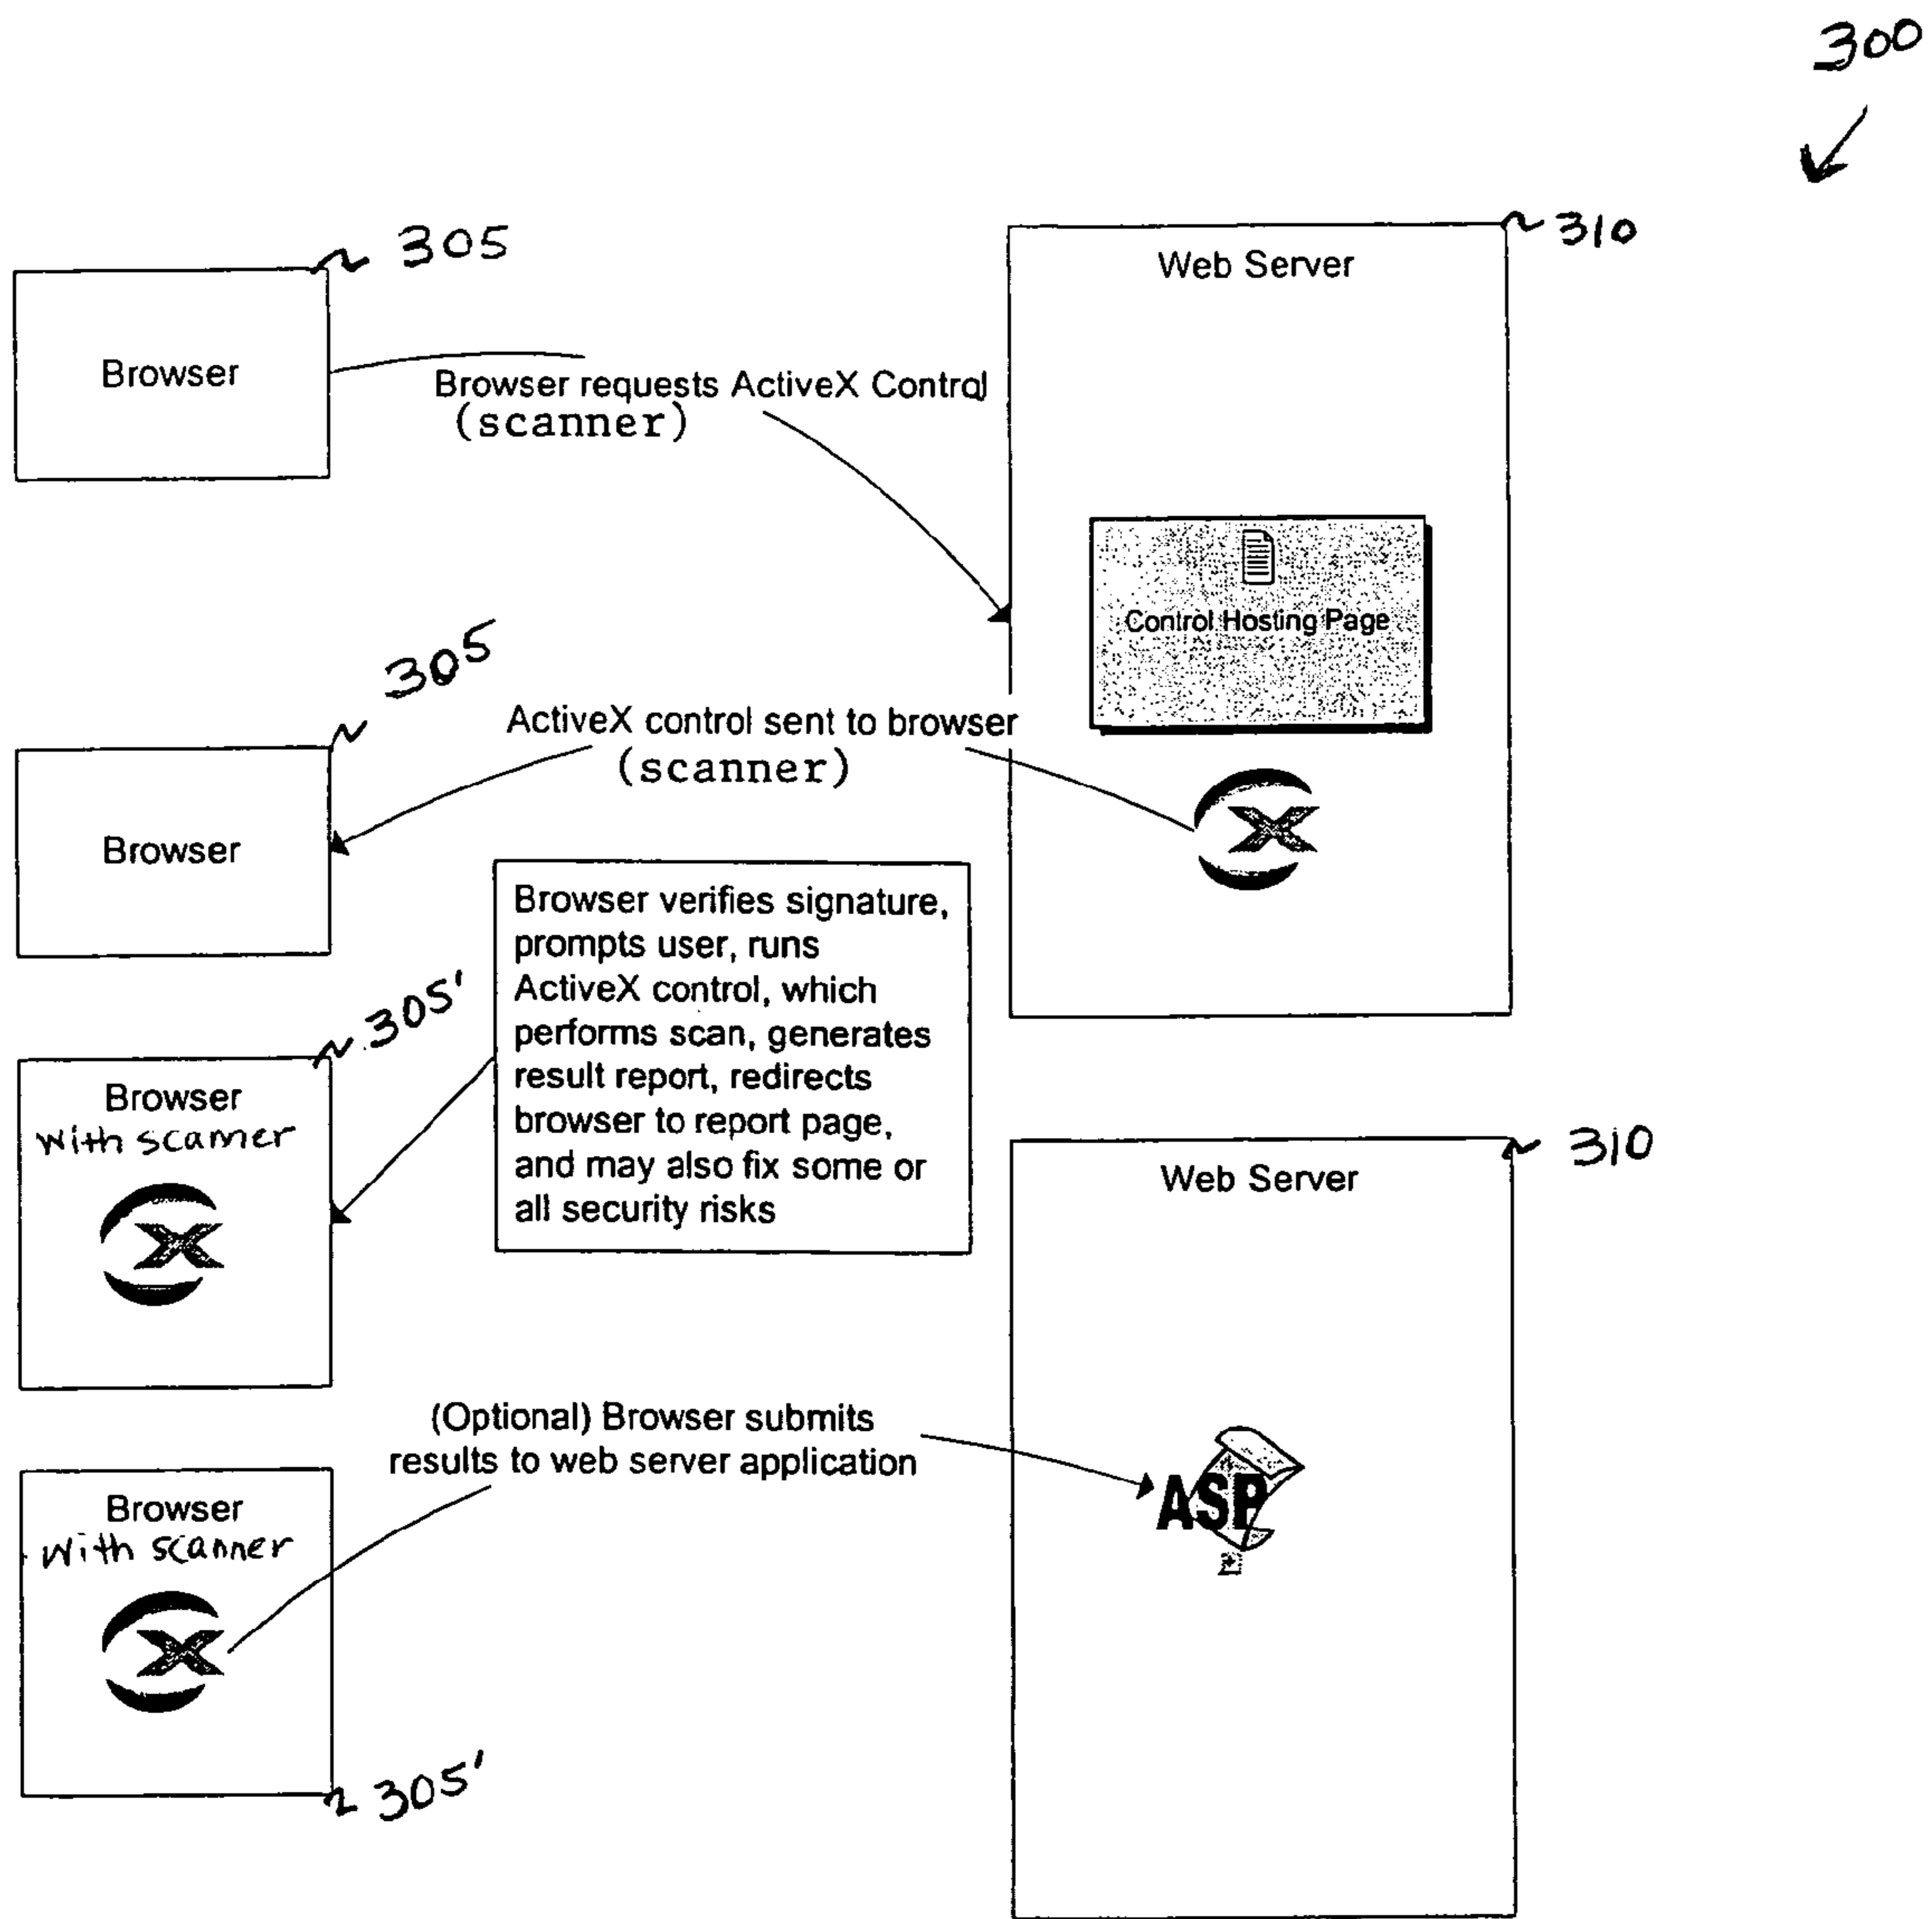 300
305
310
Web Server
Browser
Browser requests ActiveX Control
(scanner)
Control Hosting Page
305
ActiveX control sent to browser
(scanner)
X
Browser
Browser verifies signature,
prompts user, runs
ActiveX control, which
performs scan, generates
result report, redirects
browser to report page,
and may also fix some or
all security risks
305'
Browser
with scanner
X
310
Web Server
(Optional) Browser submits
results to web server application
ASP
Browser
with scanner
X
305'